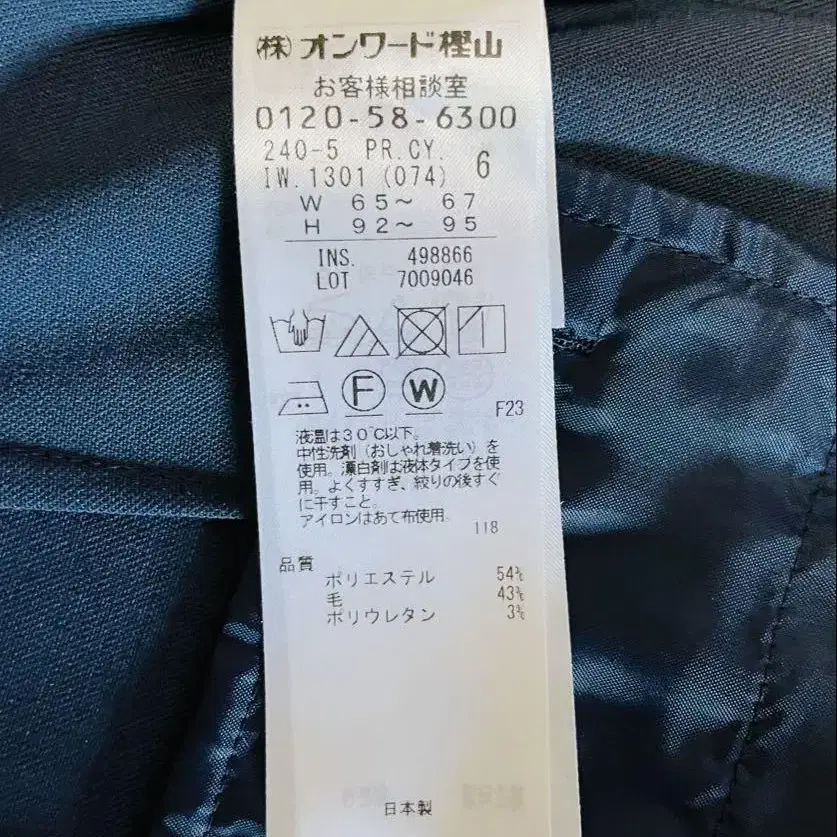 (株)オンワード樫山
お客様相談室
0120-58-6300
240-5 PR.CY. 6
IW.1301 (074)
W 65〜 67
H 92〜 95
INS. 498866
LOT 7009046
F W
F23
液温は30℃以下。
中性洗剤(おしゃれ着洗い)を
使用。漂白剤は液体タイプを使
用。よくすすぎ、絞りの後すぐ
に干すこと。
アイロンはあて布使用。
118
品質
ポリエステル 54%
毛 43%
ポリウレタン 3%
日本製